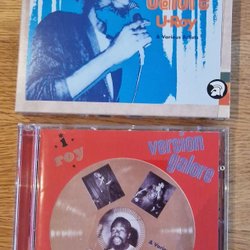 Galore
U-Roy
& Various Artists
i
roy
version
galore
& Various